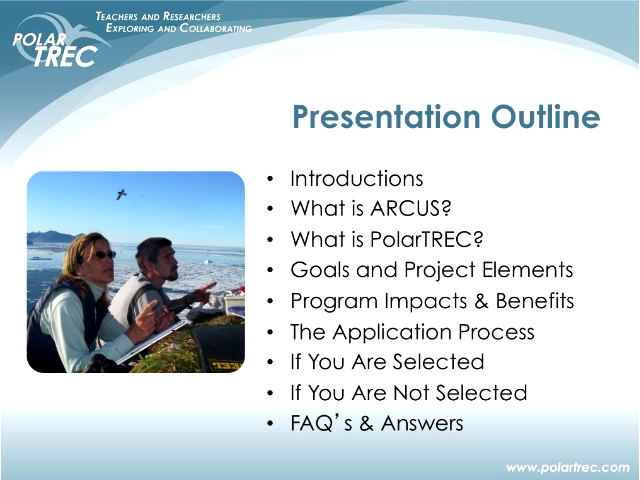 TEACHERS AND RESEARCHERS
EXPLORING AND COLLABORATING
POLAR
TREC
Presentation Outline
• Introductions
• What is ARCUS?
• What is PolarTREC?
• Goals and Project Elements
• Program Impacts & Benefits
• The Application Process
• If You Are Selected
• If You Are Not Selected
• FAQ’s & Answers
www.polartrec.com